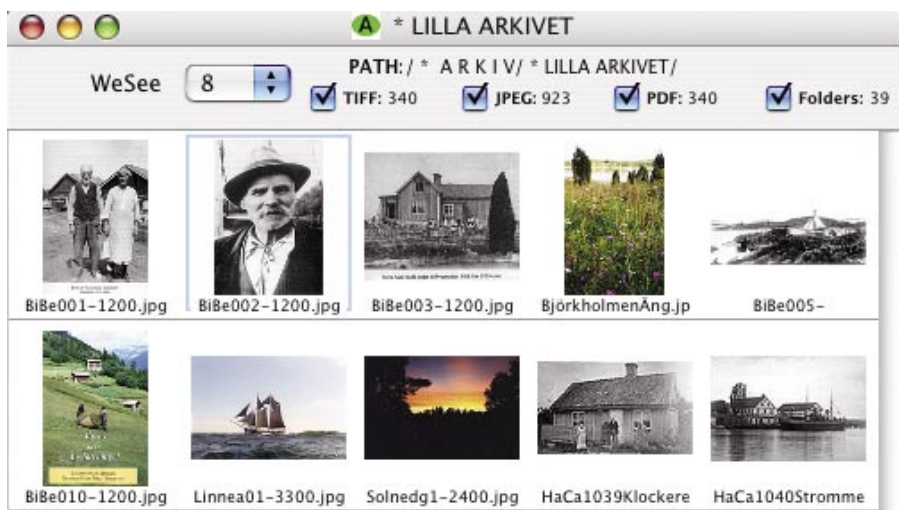 A * LILLA ARKIVET
WeSee 8
PATH: / * A R K I V/ * LILLA ARKIVET/
TIFF: 340 JPEG: 923 PDF: 340 Folders: 39
BiBe001-1200.jpg BiBe002-1200.jpg BiBe003-1200.jpg BjörkholmenÄng.jp BiBe005-
BiBe010-1200.jpg Linnea01-3300.jpg Solnedg1-2400.jpg HaCa1039Klockere HaCa1040Stromme